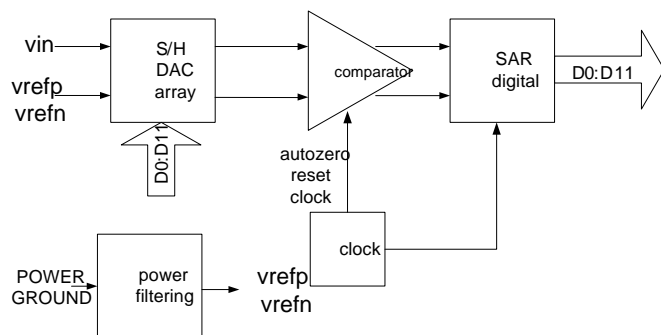 vin
vrefp
vrefn
S/H
DAC
array
D0:D11
comparator
SAR
digital
D0:D11
autozero
reset
clock
clock
POWER
GROUND
power
filtering
vrefp
vrefn